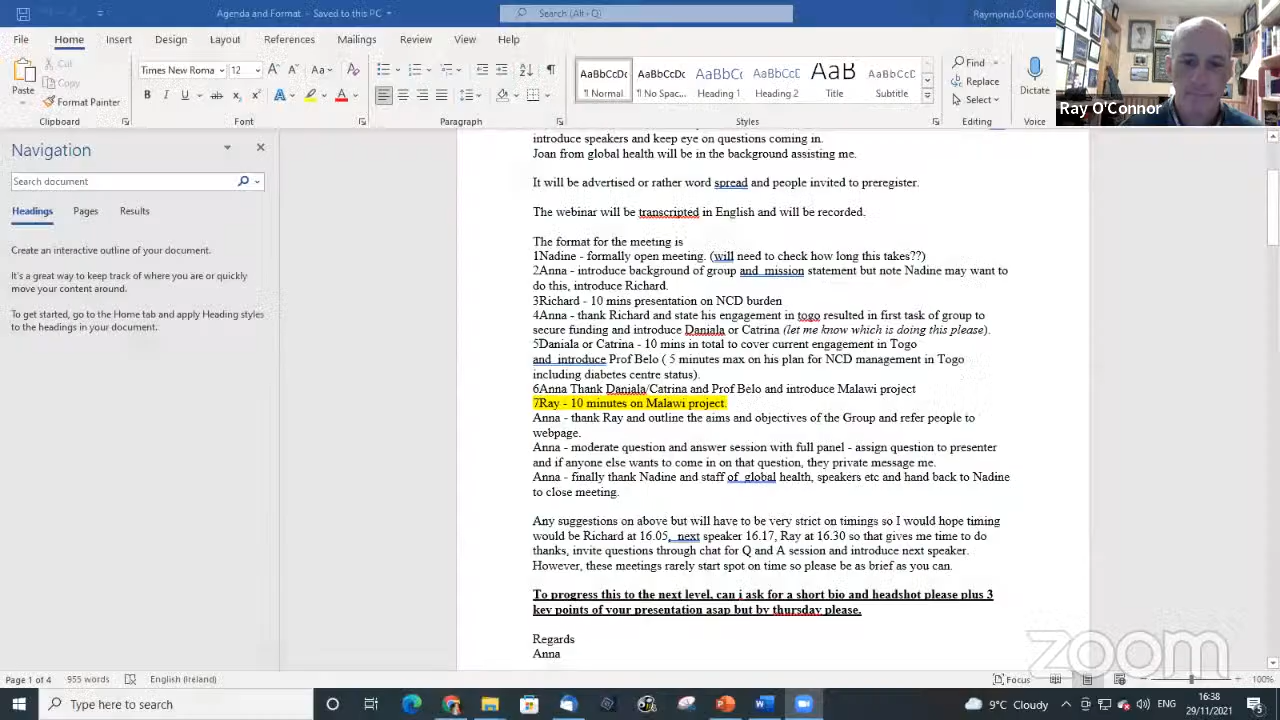 Agenda and Format - Saved to this PC
Search (Alt+Q)
Raymond.O'Connor
File Home Insert Design Layout References Mailings Review View Help
Paste
Cut
Copy
Format Painter
Clipboard
Times New Roma 12
Font
Paragraph
AaBbCcDc AaBbCcDc AaBbCc AaBbCcD AaB AaBbCcD
¶ Normal ¶ No Spac... Heading 1 Heading 2 Title Subtitle
Styles
Find
Replace
Select
Editing
Dictate
Voice
Ray O'Connor
Navigation
Search document
Headings Pages Results
Create an interactive outline of your document.
It's a great way to keep track of where you are or quickly
move your content around.
To get started, go to the Home tab and apply Heading styles
to the headings in your document.
introduce speakers and keep eye on questions coming in.
Joan from global health will be in the background assisting me.
It will be advertised or rather word spread and people invited to preregister.
The webinar will be transcripted in English and will be recorded.
The format for the meeting is
1Nadine - formally open meeting. (will need to check how long this takes??)
2Anna - introduce background of group and mission statement but note Nadine may want to
do this, introduce Richard.
3Richard - 10 mins presentation on NCD burden
4Anna - thank Richard and state his engagement in togo resulted in first task of group to
secure funding and introduce Daniala or Catrina (let me know which is doing this please).
5Daniala or Catrina - 10 mins in total to cover current engagement in Togo
and introduce Prof Belo ( 5 minutes max on his plan for NCD management in Togo
including diabetes centre status).
6Anna Thank Daniala/Catrina and Prof Belo and introduce Malawi project
7Ray - 10 minutes on Malawi project.
Anna - thank Ray and outline the aims and objectives of the Group and refer people to
webpage.
Anna - moderate question and answer session with full panel - assign question to presenter
and if anyone else wants to come in on that question, they private message me.
Anna - finally thank Nadine and staff of global health, speakers etc and hand back to Nadine
to close meeting.
Any suggestions on above but will have to be very strict on timings so I would hope timing
would be Richard at 16.05, next speaker 16.17, Ray at 16.30 so that gives me time to do
thanks, invite questions through chat for Q and A session and introduce next speaker.
However, these meetings rarely start spot on time so please be as brief as you can.
To progress this to the next level, can i ask for a short bio and headshot please plus 3
key points of your presentation asap but by thursday please.
Regards
Anna
zoom
Page 1 of 4 955 words English (Ireland) Focus 100%
Type here to search
9°C Cloudy ENG
16:38
29/11/2021
5